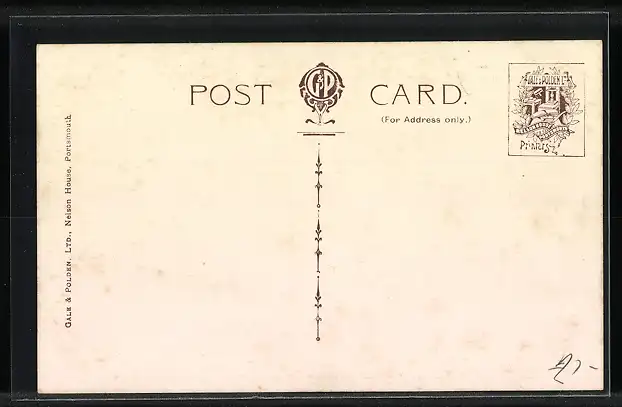 POST G&P CARD.
(For Address only.)
GALE & POLDEN LTD
Printers
GALE & POLDEN, LTD., Nelson House, Portsmouth